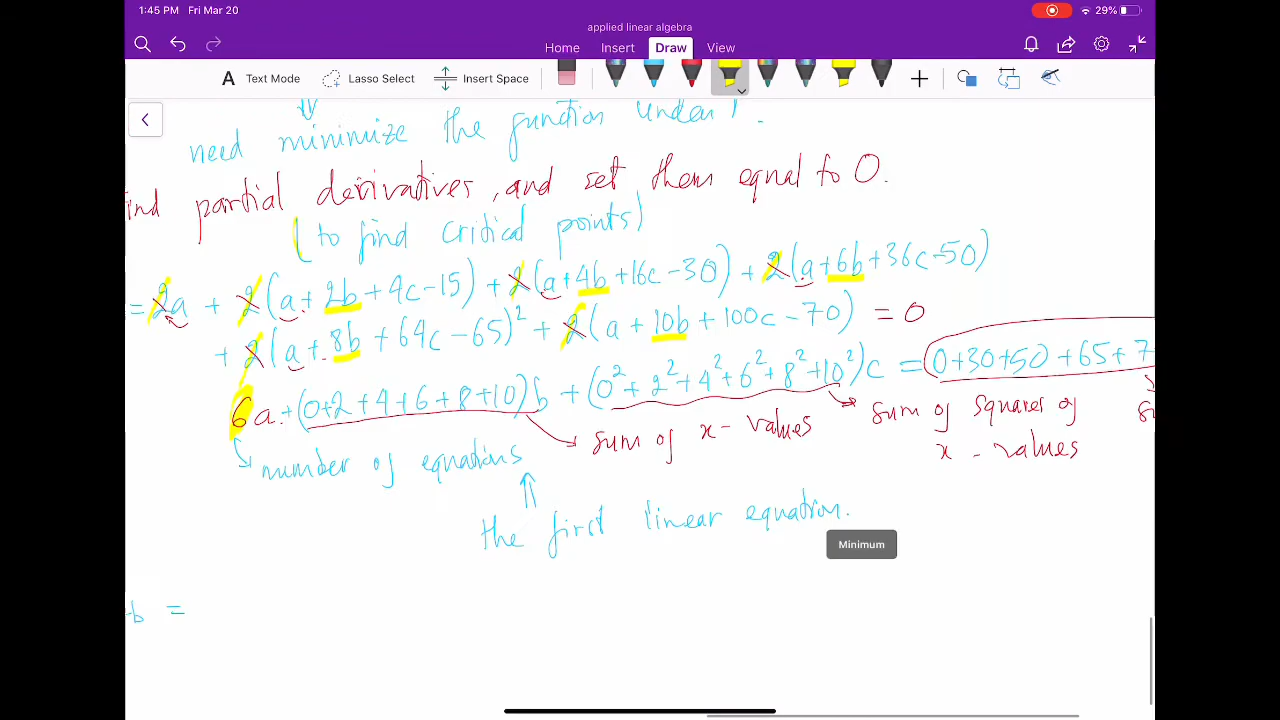 1:45 PM Fri Mar 20
29%
applied linear algebra
Home Insert Draw View
Text Mode Lasso Select Insert Space
need minimize the function under
ind partial derivatives, and set them equal to 0.
(to find critical points)
= 2a + 2(a+2b+4c-15) + 2(a+4b+16c-30) + 2(a+6b+36c-50)
+ 2(a+8b+64c-65)² + 2(a+10b+100c-70) = 0
6a + (0+2+4+6+8+10)b + (0²+2²+4²+6²+8²+10²)c = 0+30+50+65+7
sum of x-values
sum of squares of
x-values
number of equations
the first linear equation.
Minimum
b =